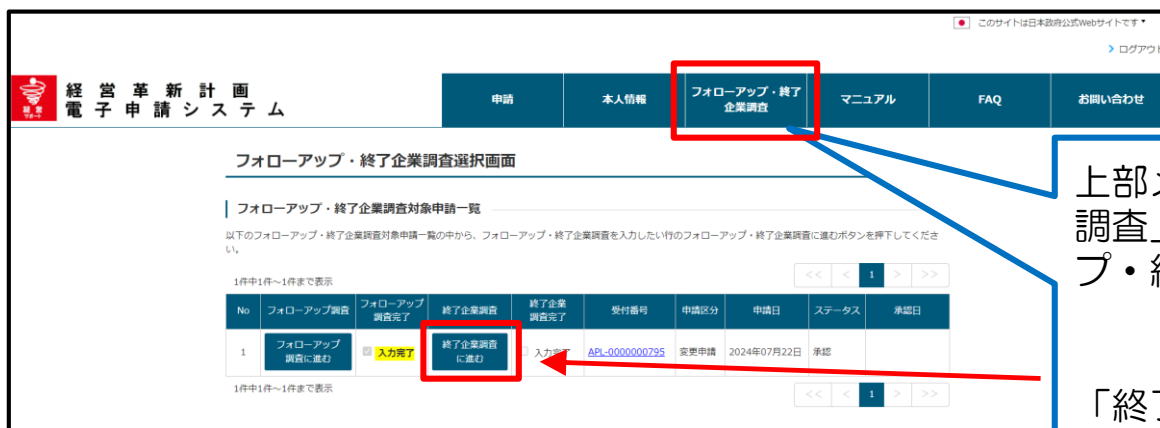 このサイトは日本政府公式Webサイトです
ログアウト
経営革新計画
電子申請システム
経営
サポート
申請
本人情報
フォローアップ・終了
企業調査
マニュアル
FAQ
お問い合わせ
フォローアップ・終了企業調査選択画面
フォローアップ・終了企業調査対象申請一覧
以下のフォローアップ・終了企業調査対象申請一覧の中から、フォローアップ・終了企業調査を入力したい行のフォローアップ・終了企業調査に進むボタンを押下してくださ
い。
1件中1件~1件まで表示
<< < 1 > >>
No フォローアップ調査 フォローアップ
調査完了 終了企業調査 終了企業
調査完了 受付番号 申請区分 申請日 ステータス 承認日
1 フォローアップ
調査に進む 入力完了 終了企業調査
に進む 入力完了 APL-0000000795 変更申請 2024年07月22日 承認
1件中1件~1件まで表示
<< < 1 > >>
上部
調査」
プ・終
「終了